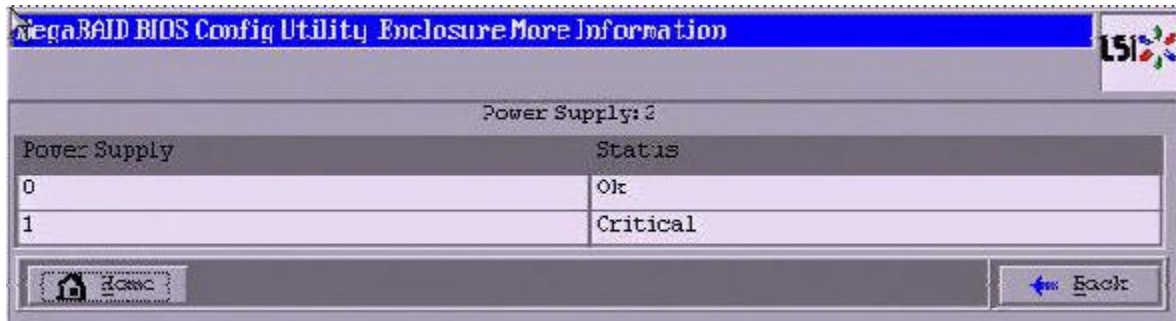 MegaRAID BIOS Config Utility Enclosure More Information
LSI
Power Supply: 2
Power Supply Status
0 Ok
1 Critical
Home Back